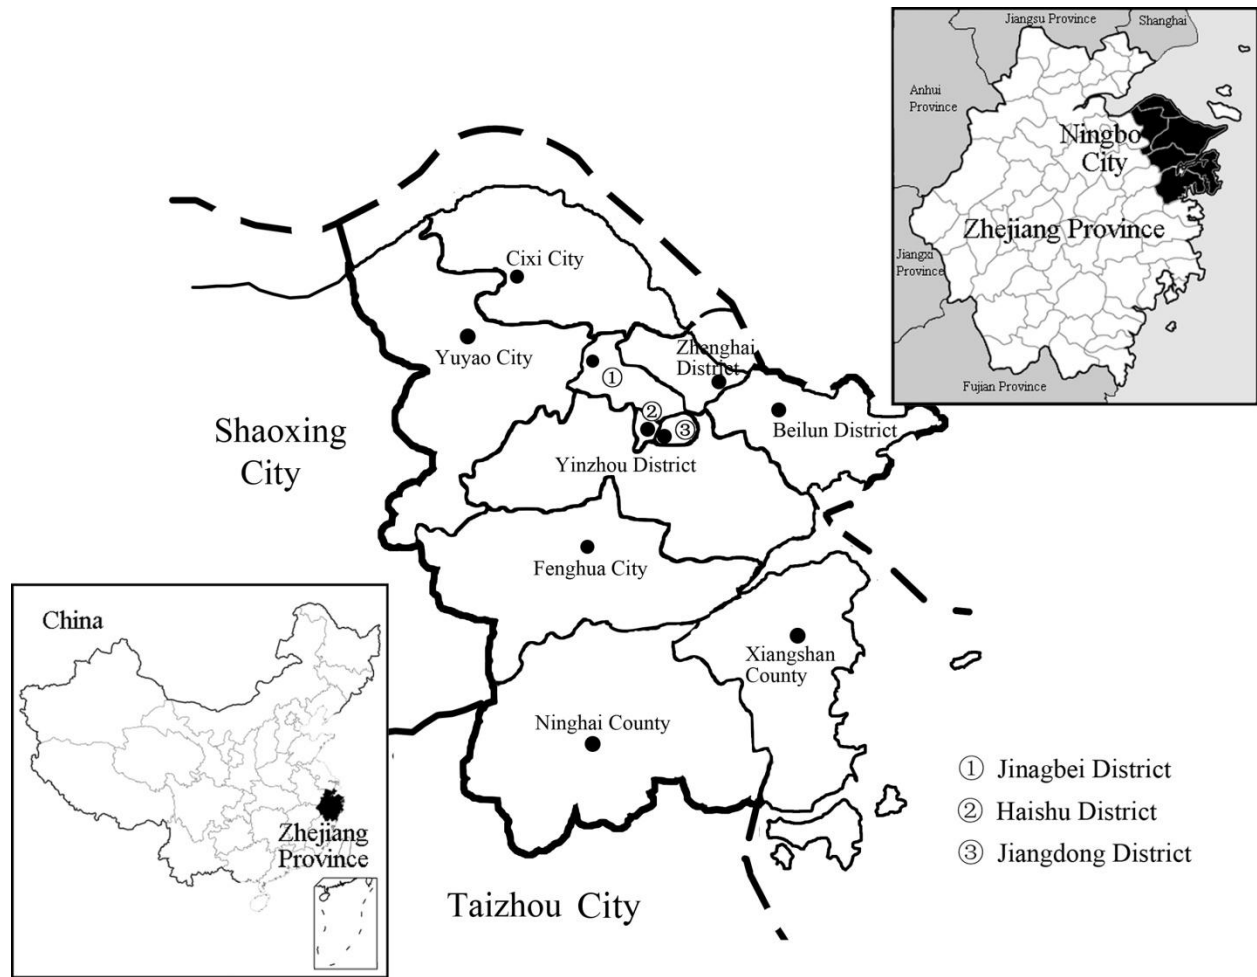 Jiangsu Province
Shanghai
Anhui
Province
Ningbo
City
Zhejiang Province
Jiangxi
Province
Fujian Province
Cixi City
Yuyao City
Zhenghai
District
①
②
③
Beilun District
Shaoxing
City
Yinzhou District
Fenghua City
Xiangshan
County
Ninghai County
China
Zhejiang
Province
① Jinagbei District
② Haishu District
③ Jiangdong District
Taizhou City